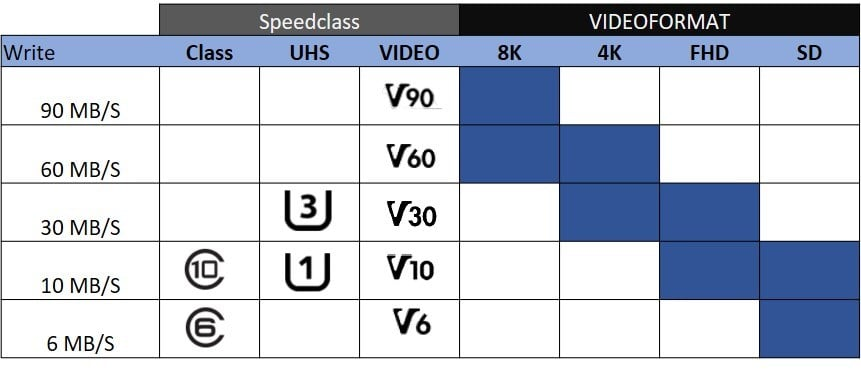 Speedclass VIDEOFORMAT
Write Class UHS VIDEO 8K 4K FHD SD
90 MB/S V90
60 MB/S V60
30 MB/S 3 V30
10 MB/S 10 1 V10
6 MB/S 6 V6